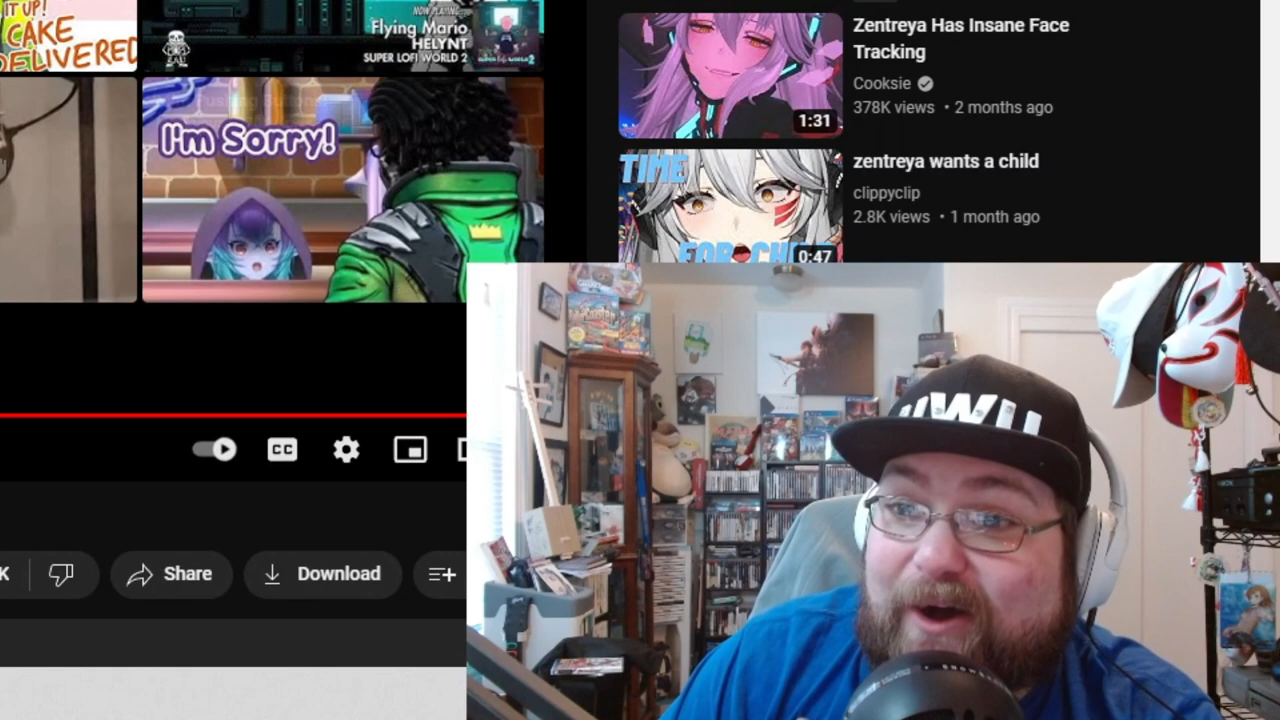 IT UP!
CAKE
DELIVERED
NOW PLAYING
Flying Mario
HELYNT
SUPER LOFI WORLD 2
I'm Sorry!
Zentreya Has Insane Face
Tracking
Cooksie
378K views • 2 months ago
1:31
TIME
zentreya wants a child
clippyclip
2.8K views • 1 month ago
0:47
CC
K
Share
Download
UWU